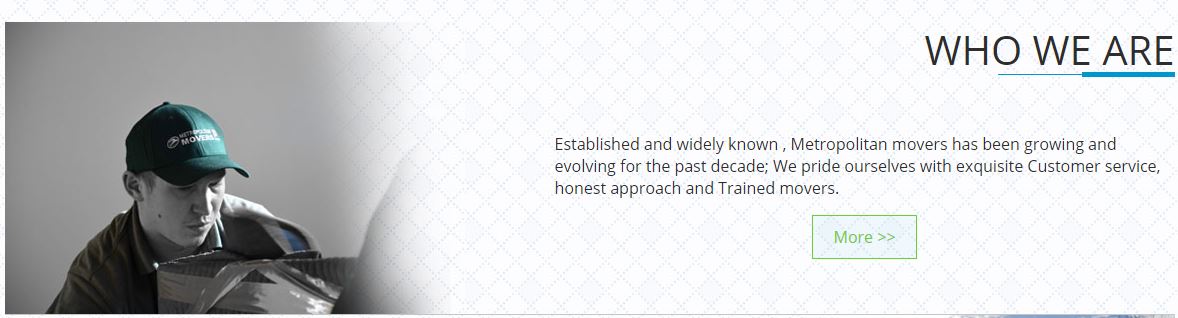 WHO WE ARE
METROPOLITAN
MOVERS
Established and widely known , Metropolitan movers has been growing and
evolving for the past decade; We pride ourselves with exquisite Customer service,
honest approach and Trained movers.
More >>